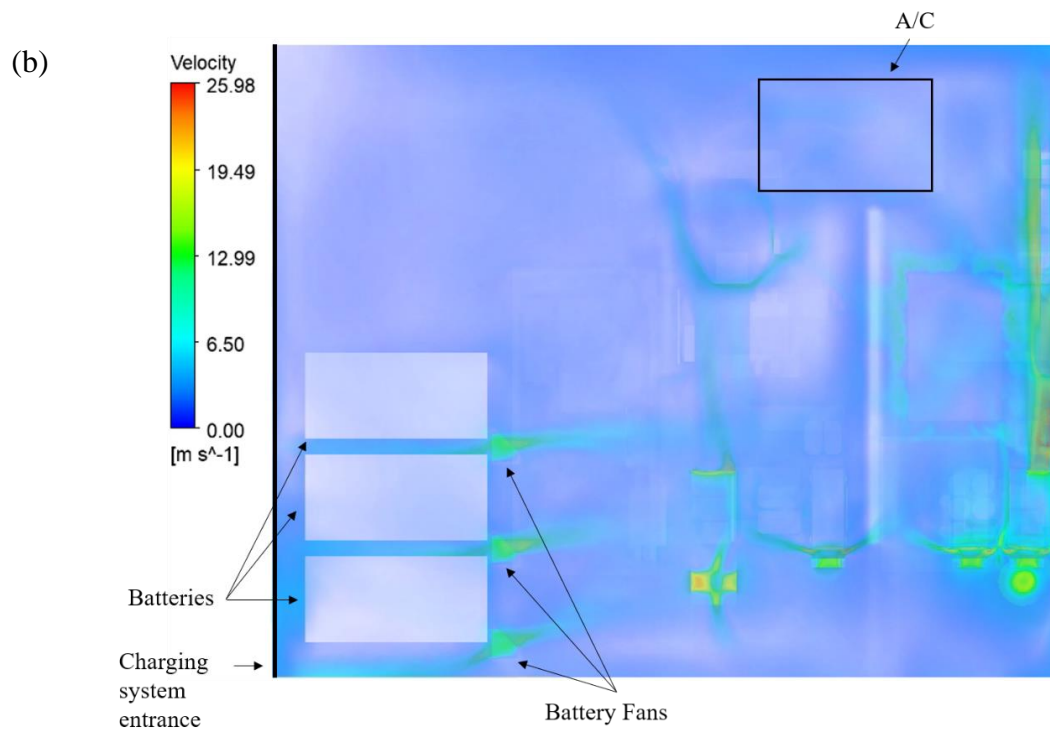 A/C
(b)
Velocity
25.98
19.49
12.99
6.50
0.00
[m s^-1]
Batteries
Charging
system
entrance
Battery Fans